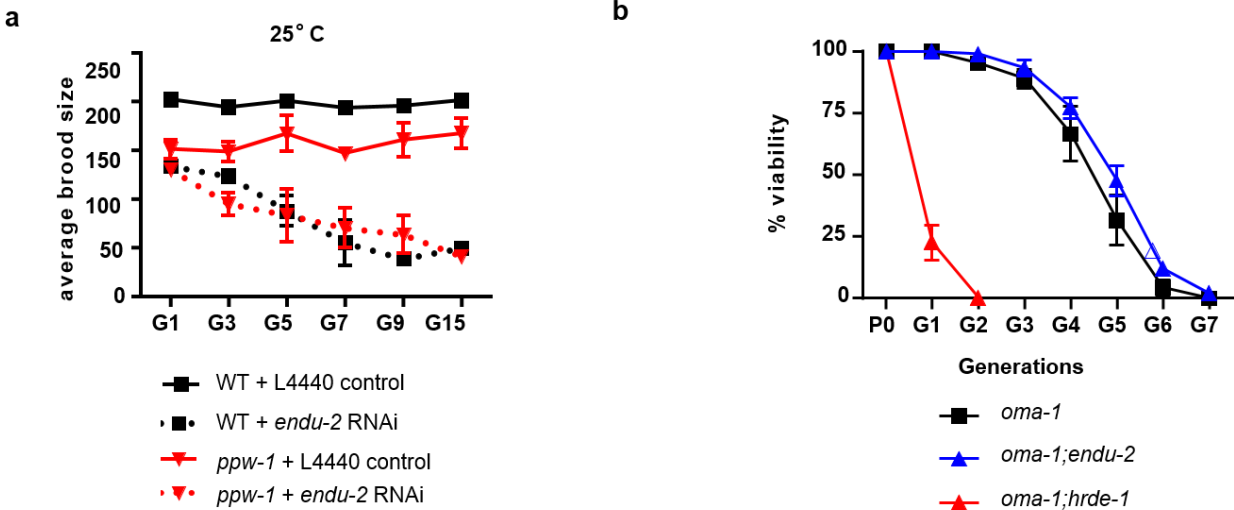 a
25° C
average brood size
250
200
150
100
50
0
G1 G3 G5 G7 G9 G15
WT + L4440 control
WT + endu-2 RNAi
ppw-1 + L4440 control
ppw-1 + endu-2 RNAi
b
% viability
100
75
50
25
0
P0 G1 G2 G3 G4 G5 G6 G7
Generations
oma-1
oma-1;endu-2
oma-1;hrde-1